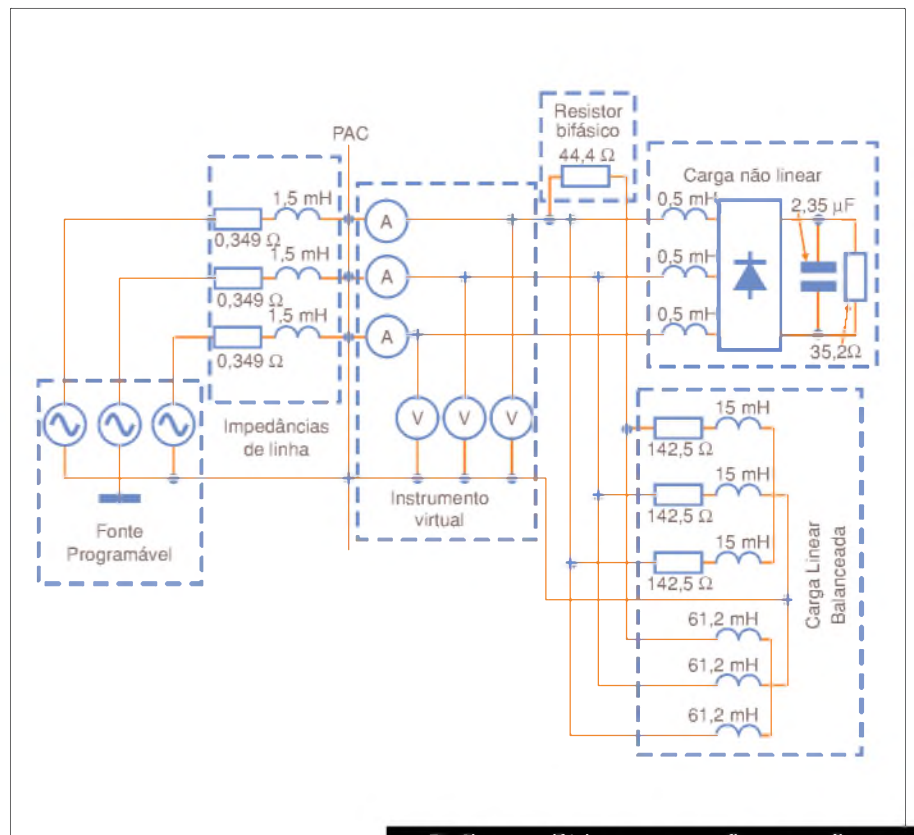 PAC
Resistor
bifásico
44,4 Ω
Carga não linear
1,5 mH
1,5 mH
1,5 mH
0,349 Ω
0,349 Ω
0,349 Ω
A
A
A
0,5 mH
0,5 mH
0,5 mH
2,35 µF
35,2Ω
Impedâncias
de linha
V
V
V
Instrumento
virtual
Fonte
Programável
15 mH
142,5 Ω
15 mH
142,5 Ω
15 mH
142,5 Ω
61,2 mH
61,2 mH
61,2 mH
Carga Linear
Balanceada